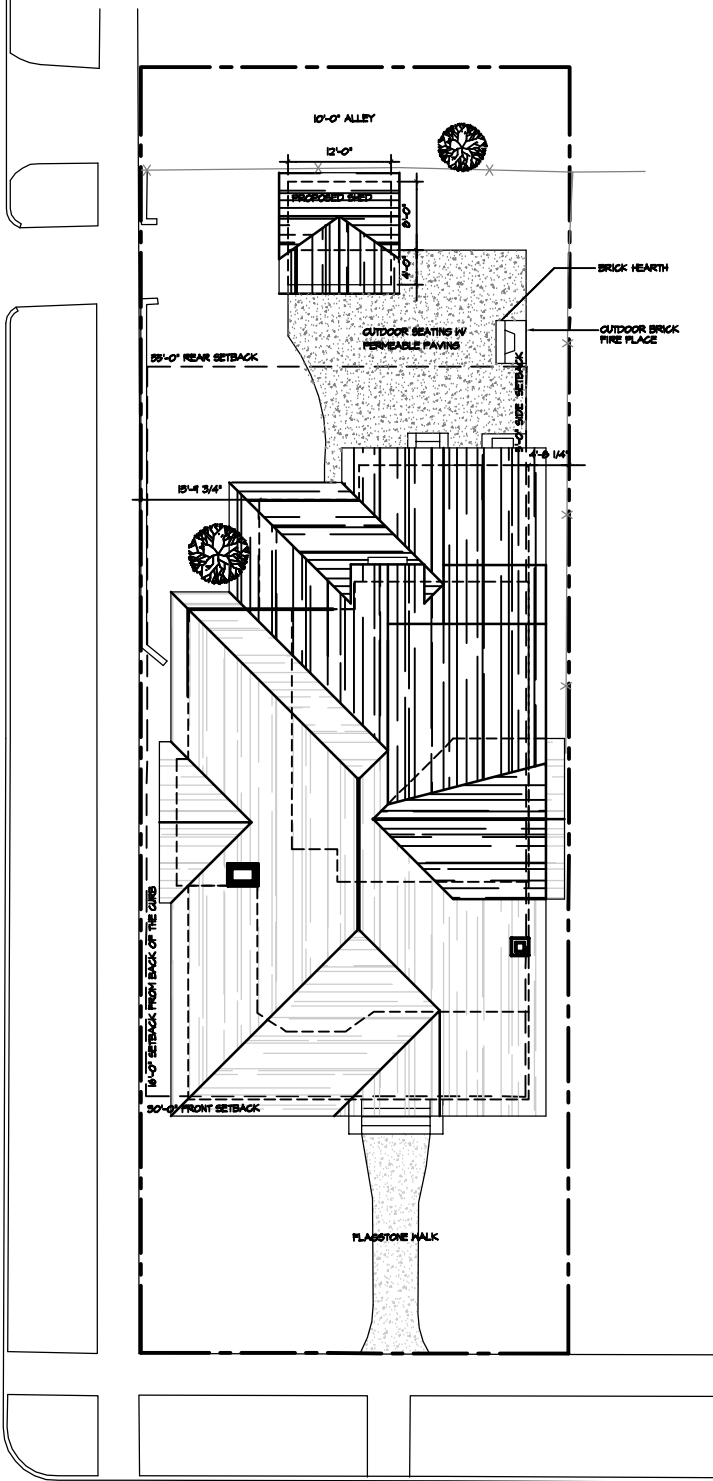 10'-0" ALLEY
12'-0"
PROPOSED SHED
8'-0"
4'-0"
BRICK HEARTH
OUTDOOR SEATING W/
PERMEABLE PAVING
OUTDOOR BRICK
FIRE PLACE
35'-0" REAR SETBACK
5'-0" SIDE SETBACK
4'-8 1/4"
15'-9 3/4"
16'-0" SETBACK FROM BACK OF THE CURB
30'-0" FRONT SETBACK
FLAGSTONE WALK